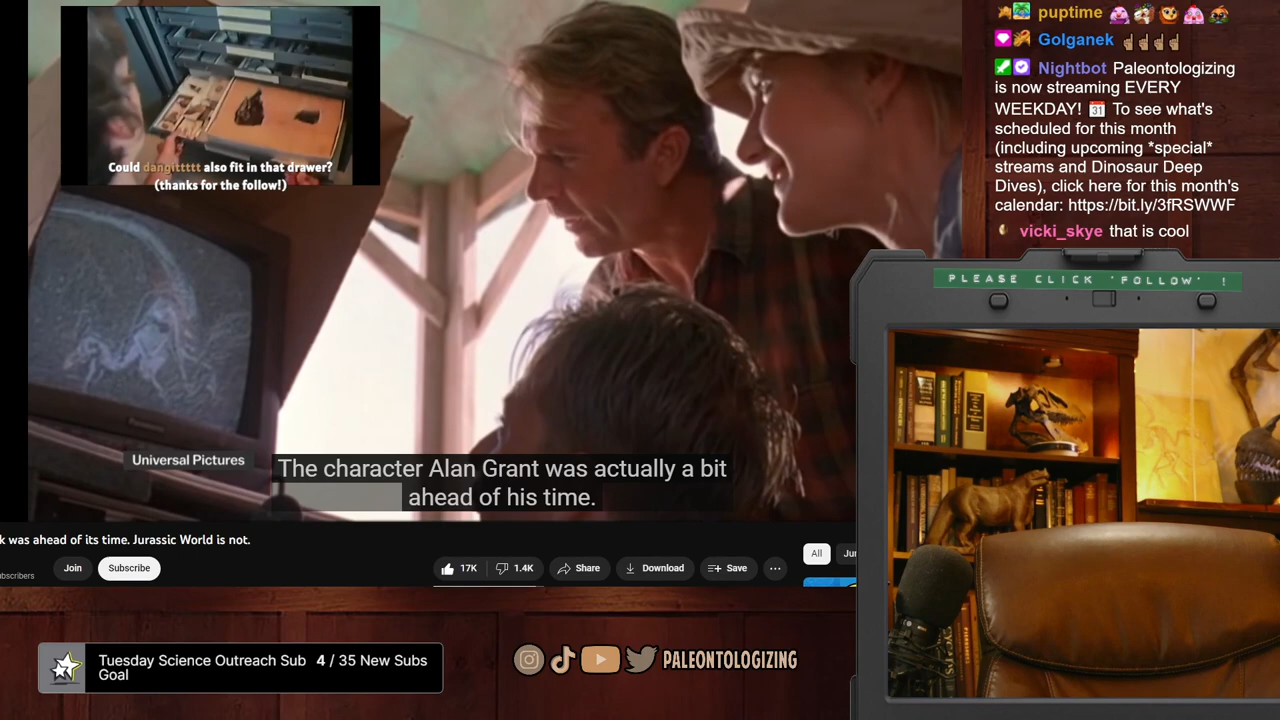 Could dangittttt also fit in that drawer?
(thanks for the follow!)
Universal Pictures
The character Alan Grant was actually a bit
ahead of his time.
k was ahead of its time. Jurassic World is not.
bscribers
Join
Subscribe
17K
1.4K
Share
Download
Save
All
Jur
Tuesday Science Outreach Sub
Goal
4 / 35 New Subs
PALEONTOLOGIZING
puptime
Golganek
Nightbot Paleontologizing
is now streaming EVERY
WEEKDAY! To see what's
scheduled for this month
(including upcoming *special*
streams and Dinosaur Deep
Dives), click here for this month's
calendar: https://bit.ly/3fRSWWF
vicki_skye that is cool
PLEASE CLICK 'FOLLOW' !